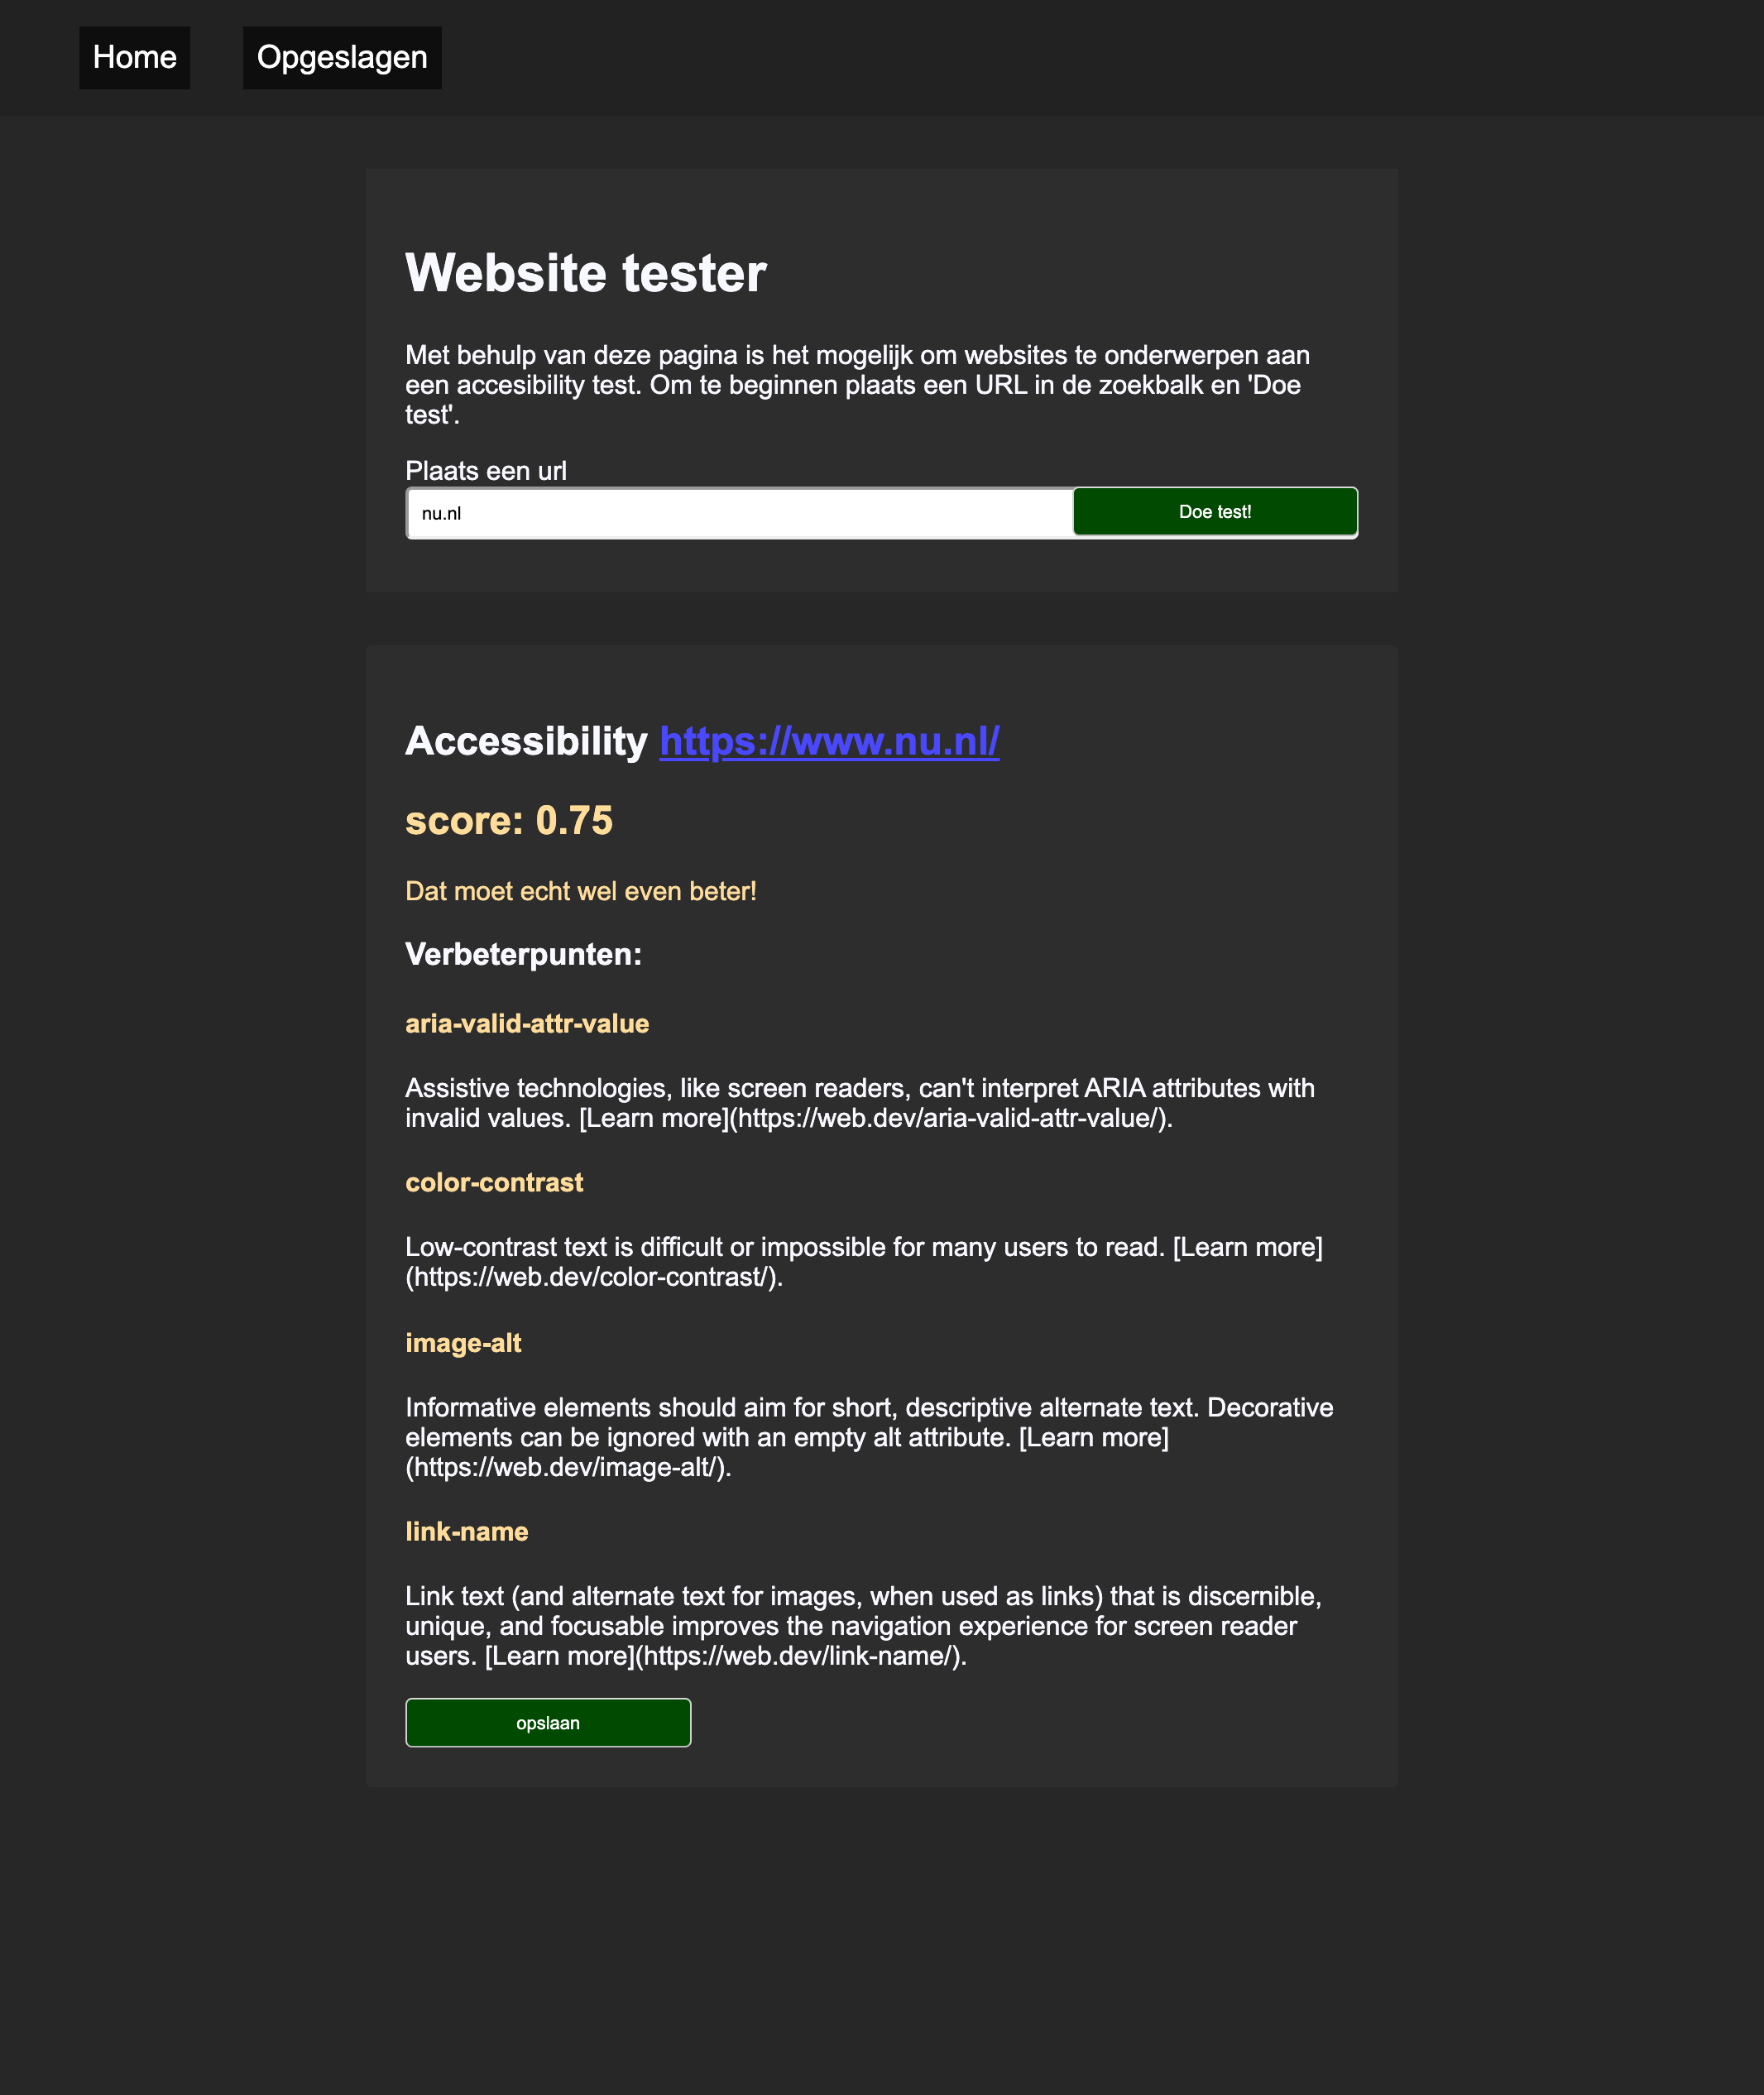 Home
Opgeslagen
Website tester
Met behulp van deze pagina is het mogelijk om websites te onderwerpen aan
een accesibility test. Om te beginnen plaats een URL in de zoekbalk en 'Doe
test'.
Plaats een url
nu.nl
Doe test!
Accessibility https://www.nu.nl/
score: 0.75
Dat moet echt wel even beter!
Verbeterpunten:
aria-valid-attr-value
Assistive technologies, like screen readers, can't interpret ARIA attributes with
invalid values. [Learn more](https://web.dev/aria-valid-attr-value/).
color-contrast
Low-contrast text is difficult or impossible for many users to read. [Learn more]
(https://web.dev/color-contrast/).
image-alt
Informative elements should aim for short, descriptive alternate text. Decorative
elements can be ignored with an empty alt attribute. [Learn more]
(https://web.dev/image-alt/).
link-name
Link text (and alternate text for images, when used as links) that is discernible,
unique, and focusable improves the navigation experience for screen reader
users. [Learn more](https://web.dev/link-name/).
opslaan